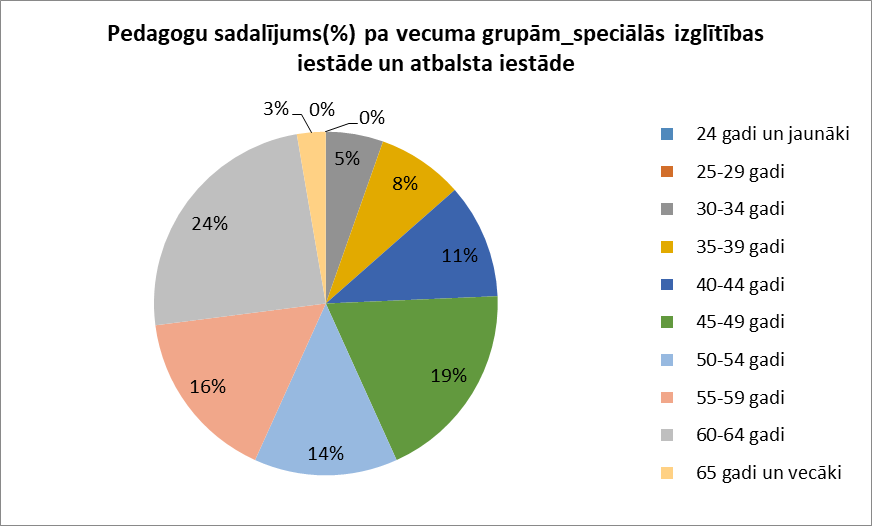 Pedagogu sadalījums(%) pa vecuma grupām_speciālās izglītības
iestāde un atbalsta iestāde
3%
0%
0%
5%
8%
11%
19%
14%
16%
24%
24 gadi un jaunāki
25-29 gadi
30-34 gadi
35-39 gadi
40-44 gadi
45-49 gadi
50-54 gadi
55-59 gadi
60-64 gadi
65 gadi un vecāki